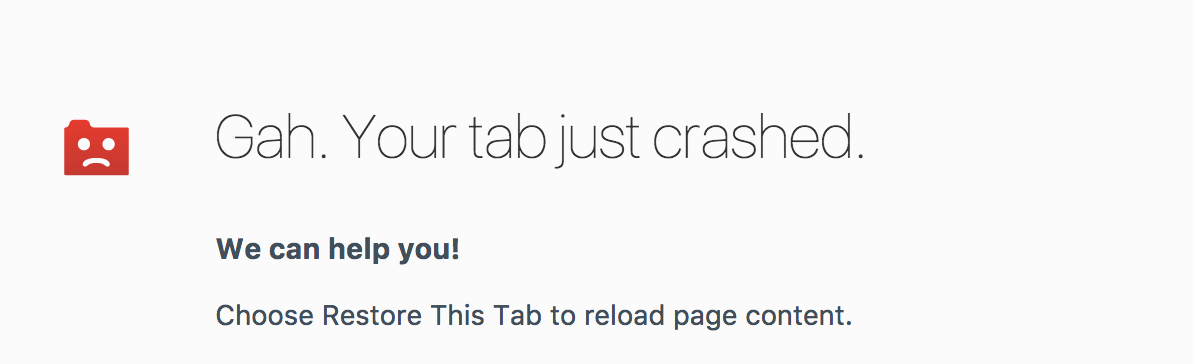 Gah. Your tab just crashed.
We can help you!
Choose Restore This Tab to reload page content.